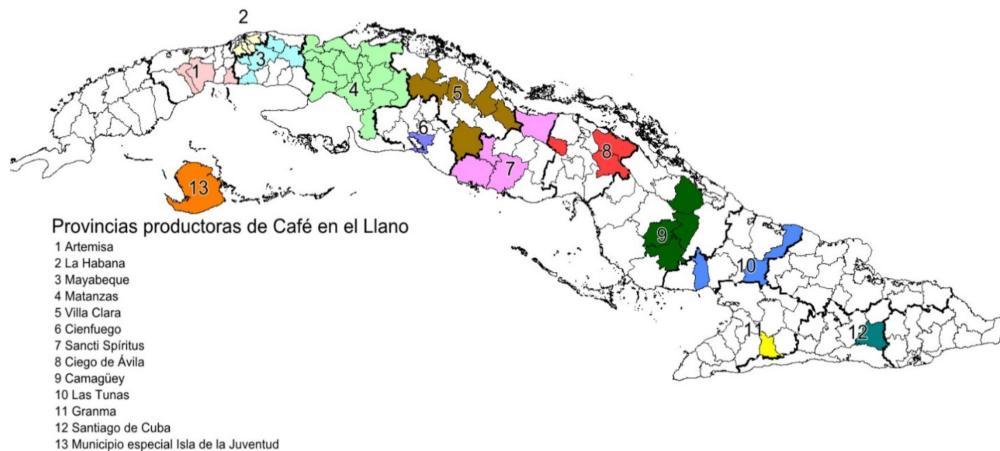 2
1
3
4
5
6
7
8
9
10
11
12
13
Provincias productoras de Café en el Llano
1 Artemisa
2 La Habana
3 Mayabeque
4 Matanzas
5 Villa Clara
6 Cienfuego
7 Sancti Spíritus
8 Ciego de Ávila
9 Camagüey
10 Las Tunas
11 Granma
12 Santiago de Cuba
13 Municipio especial Isla de la Juventud